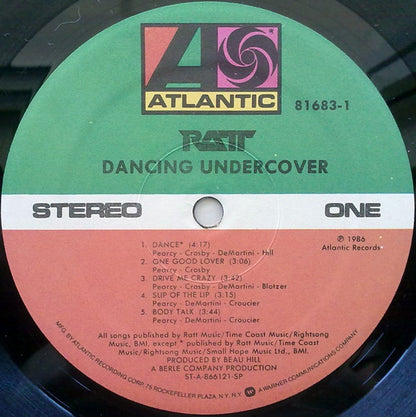 ATLANTIC
81683-1
RATT
DANCING UNDERCOVER
STEREO
ONE
℗ 1986
Atlantic Records
1. DANCE* (4:17)
Pearcy - Crosby - DeMartini - Hill
2. ONE GOOD LOVER (3:06)
Pearcy - Crosby
3. DRIVE ME CRAZY (3:42)
Pearcy - Crosby - DeMartini - Blotzer
4. SLIP OF THE LIP (3:15)
Pearcy - DeMartini - Croucier
5. BODY TALK (3:44)
Pearcy - DeMartini - Croucier
All songs published by Ratt Music/Time Coast Music/Rightsong
Music, BMI, except * published by Ratt Music/Time Coast
Music/Rightsong Music/Small Hope Music Ltd., BMI.
PRODUCED BY BEAU HILL
A BERLE COMPANY PRODUCTION
ST-A-866121-SP
MFG. BY ATLANTIC RECORDING CORP., 75 ROCKEFELLER PLAZA, N.Y. N.Y. A WARNER COMMUNICATIONS COMPANY